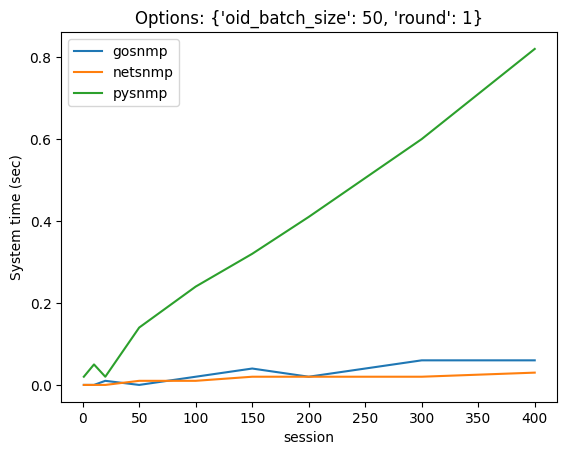 Options: {'oid_batch_size': 50, 'round': 1}
gosnmp
netsnmp
pysnmp
System time (sec)
0.8
0.6
0.4
0.2
0.0
0 50 100 150 200 250 300 350 400
session